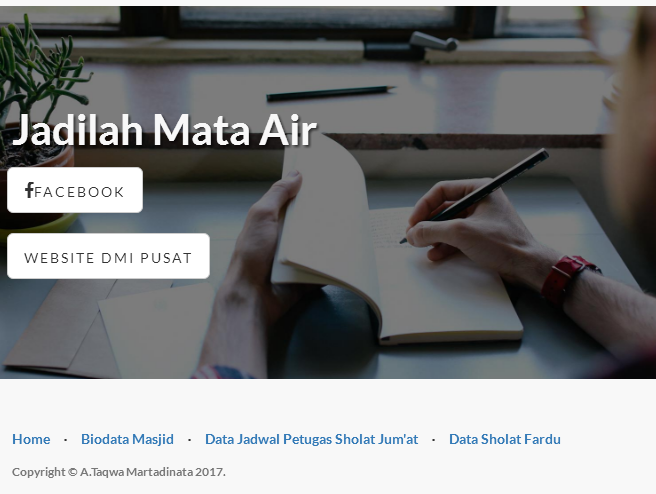 Jadilah Mata Air
FACEBOOK
WEBSITE DMI PUSAT
Home · Biodata Masjid · Data Jadwal Petugas Sholat Jum'at · Data Sholat Fardu
Copyright © A.Taqwa Martadinata 2017.